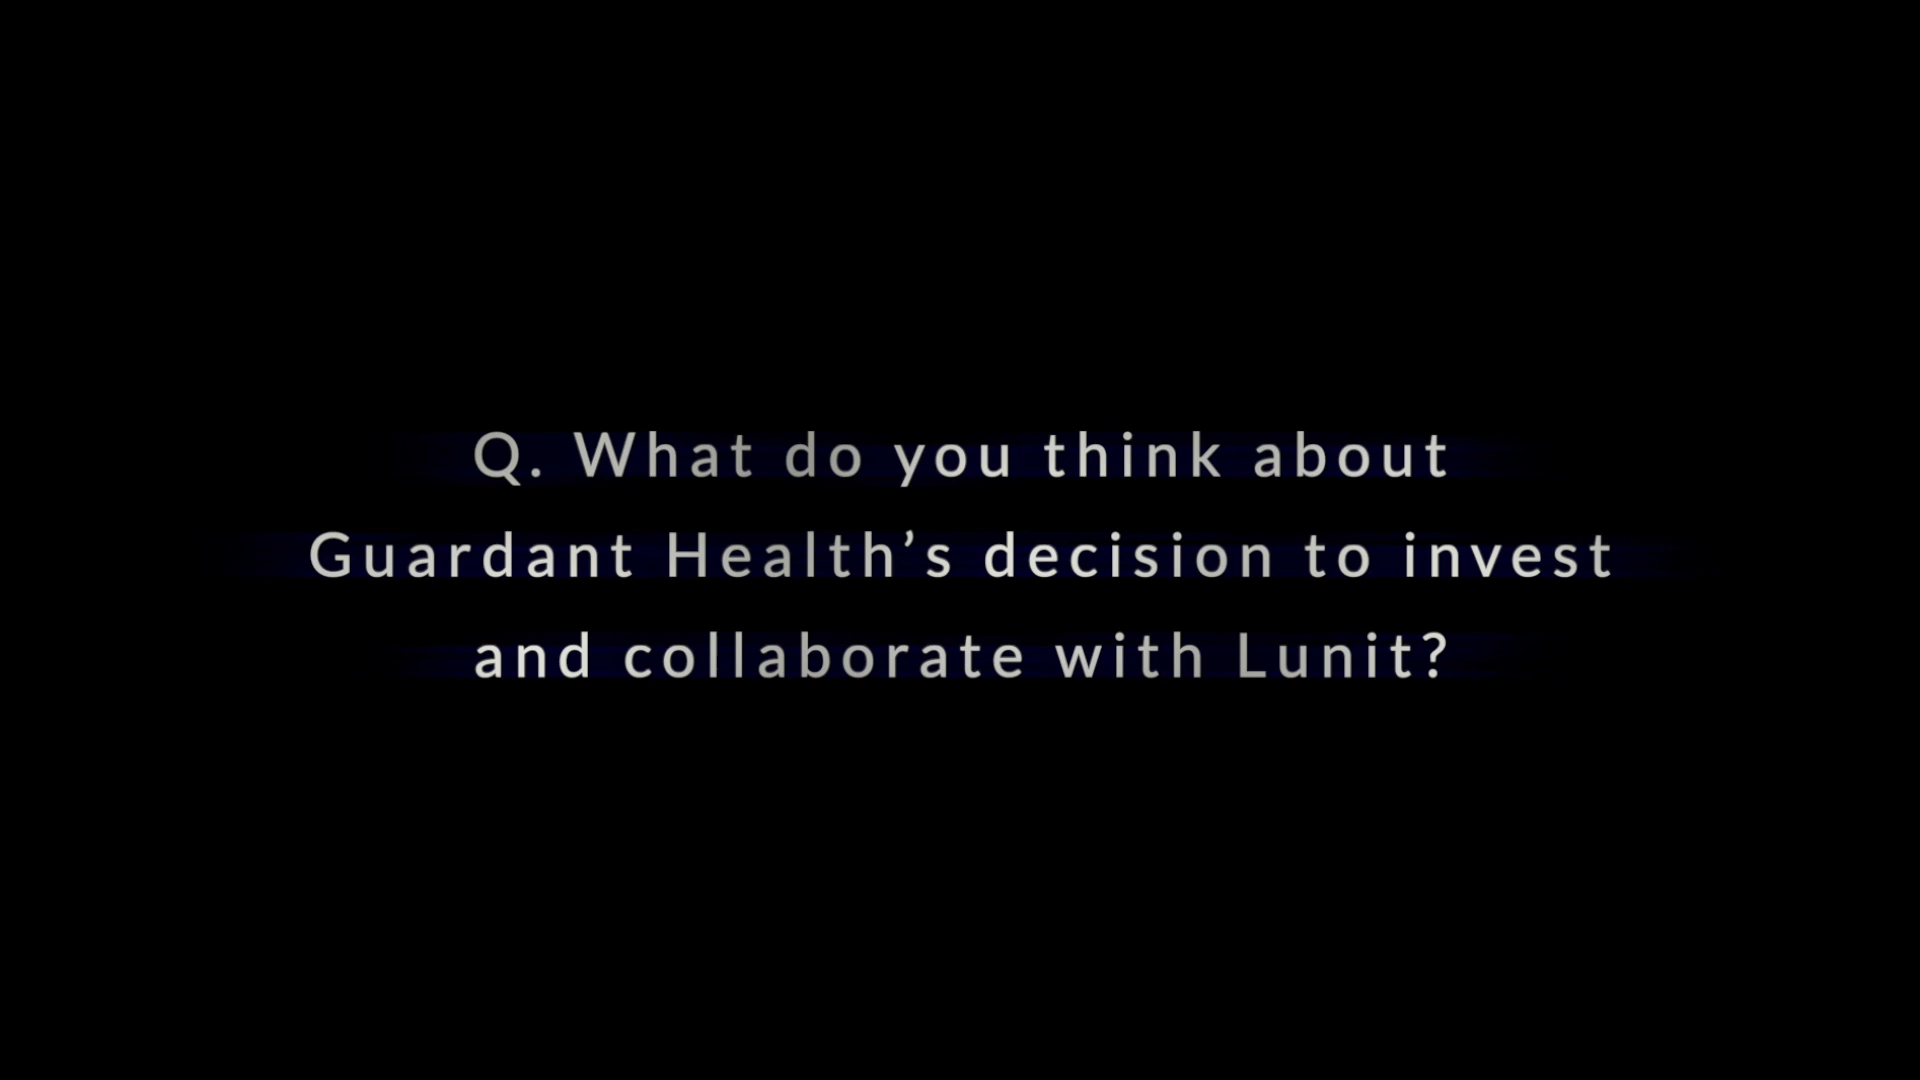 Q. What do you think about
Guardant Health’s decision to invest
and collaborate with Lunit?